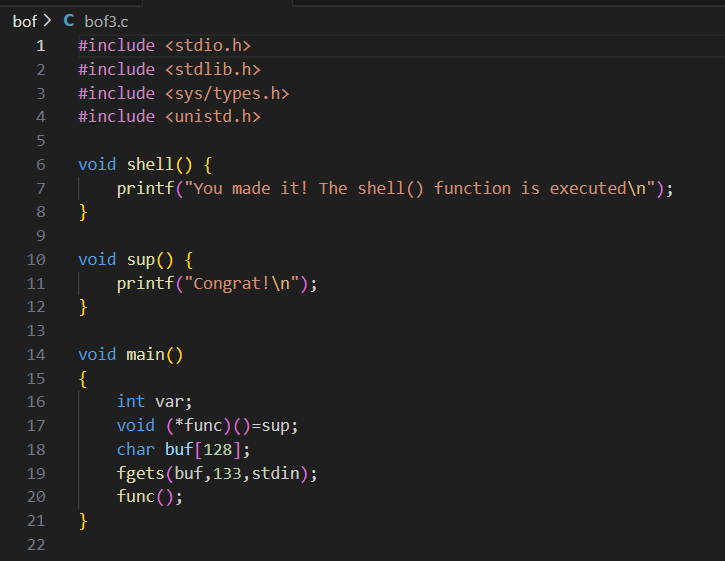 bof > C bof3.c
1 #include <stdio.h>
2 #include <stdlib.h>
3 #include <sys/types.h>
4 #include <unistd.h>
5
6 void shell() {
7     printf("You made it! The shell() function is executed\n");
8 }
9
10 void sup() {
11     printf("Congrat!\n");
12 }
13
14 void main()
15 {
16     int var;
17     void (*func)()=sup;
18     char buf[128];
19     fgets(buf,133,stdin);
20     func();
21 }
22